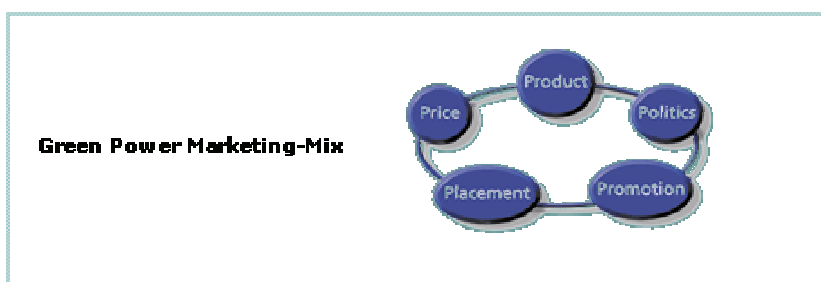 Product
Price
Politics
Green Power Marketing-Mix
Placement
Promotion